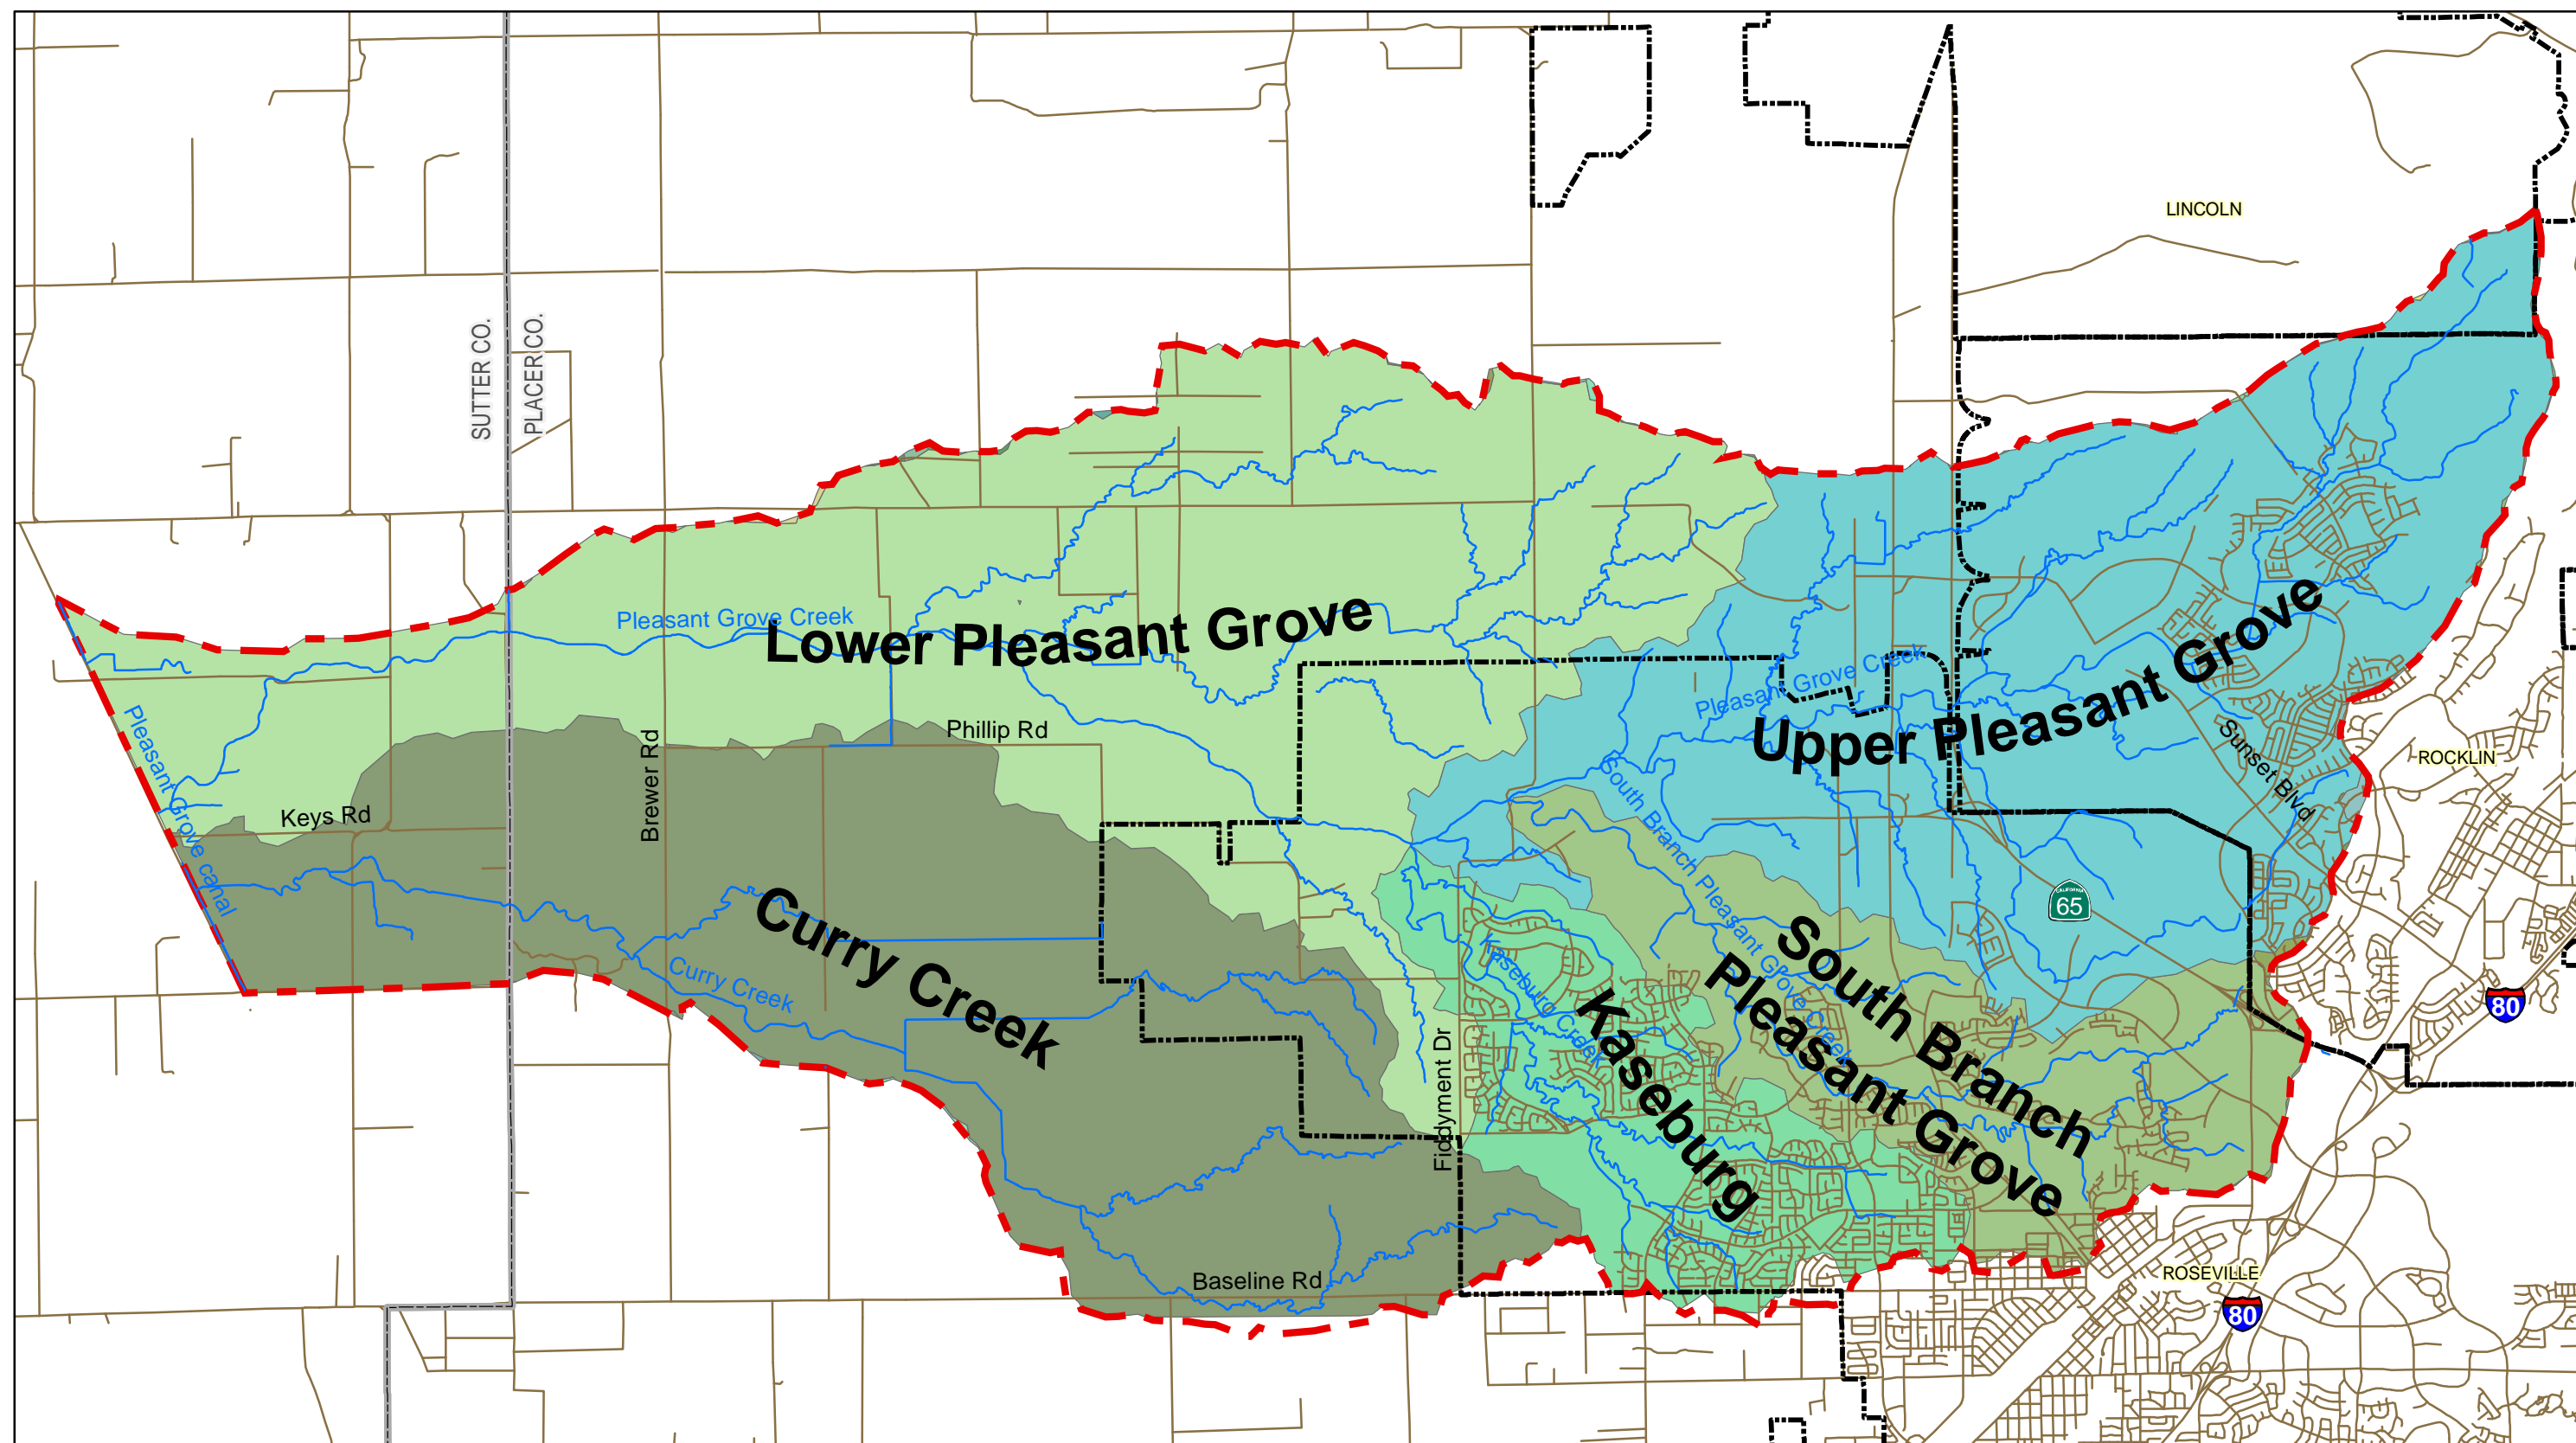 LINCOLN
SUTTER CO.
PLACER CO.
Pleasant Grove Creek
Lower Pleasant Grove
Pleasant Grove Creek
Upper Pleasant Grove
Sunset Blvd
ROCKLIN
Phillip Rd
Brewer Rd
Keys Rd
Pleasant Grove canal
South Branch Pleasant Grove Creek
CALIFORNIA
65
Curry Creek
Curry Creek
Kaseburg Creek
Kaseburg
South Branch
Pleasant Grove
80
Fiddyment Dr
Baseline Rd
ROSEVILLE
80